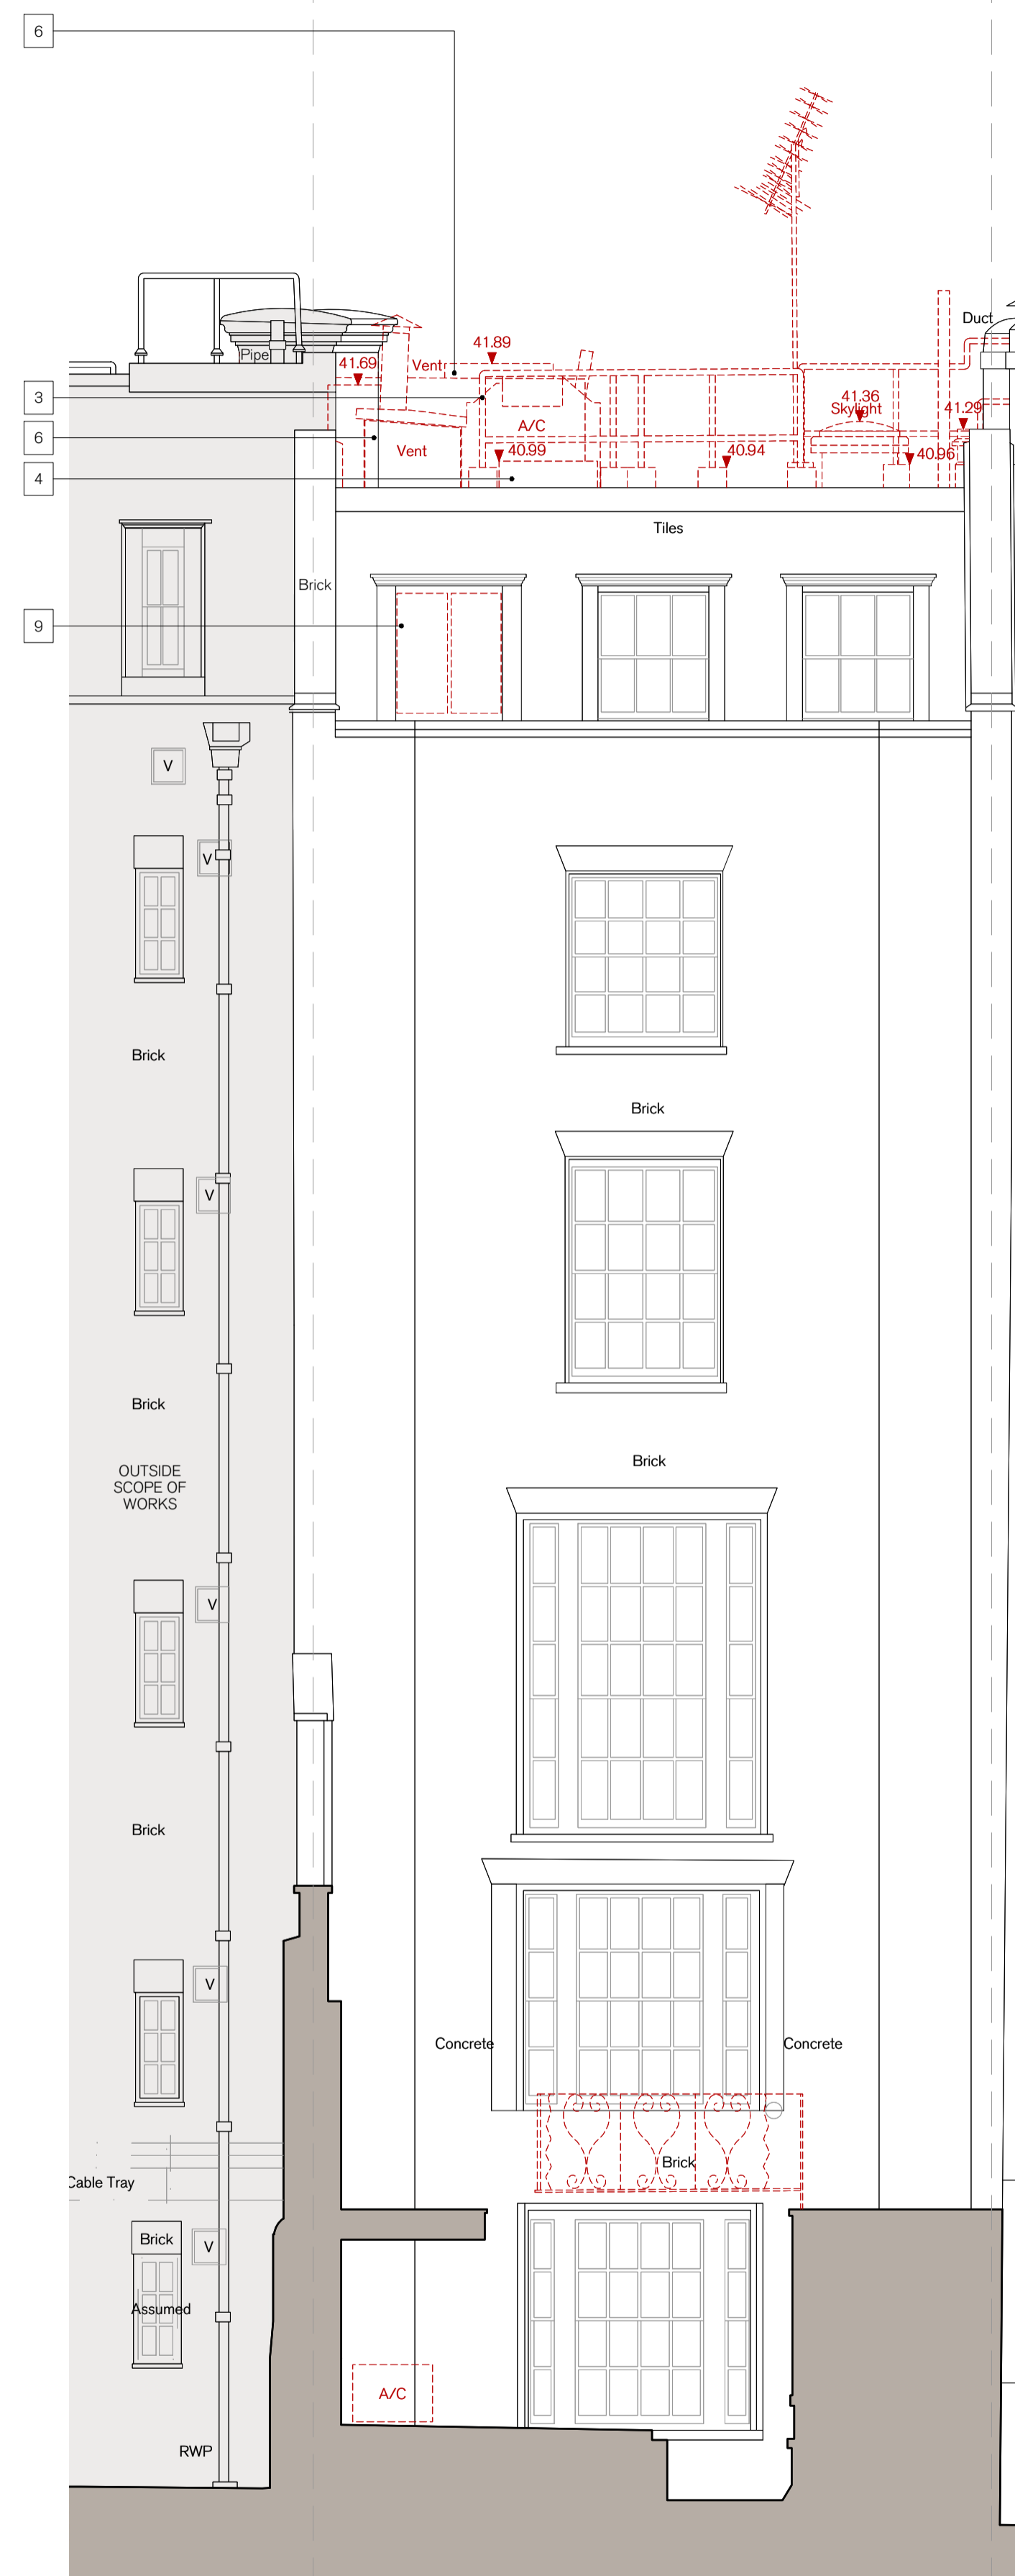 6
Duct
41.89
Pipe
41.69
Vent
3
41.36
Skylight
41.29
A/C
6
Vent
40.99
40.94
40.96
4
Tiles
Brick
9
V
V
Brick
Brick
V
Brick
Brick
OUTSIDE
SCOPE OF
WORKS
V
Brick
V
Concrete
Concrete
Brick
Cable Tray
Brick
V
Assumed
A/C
RWP